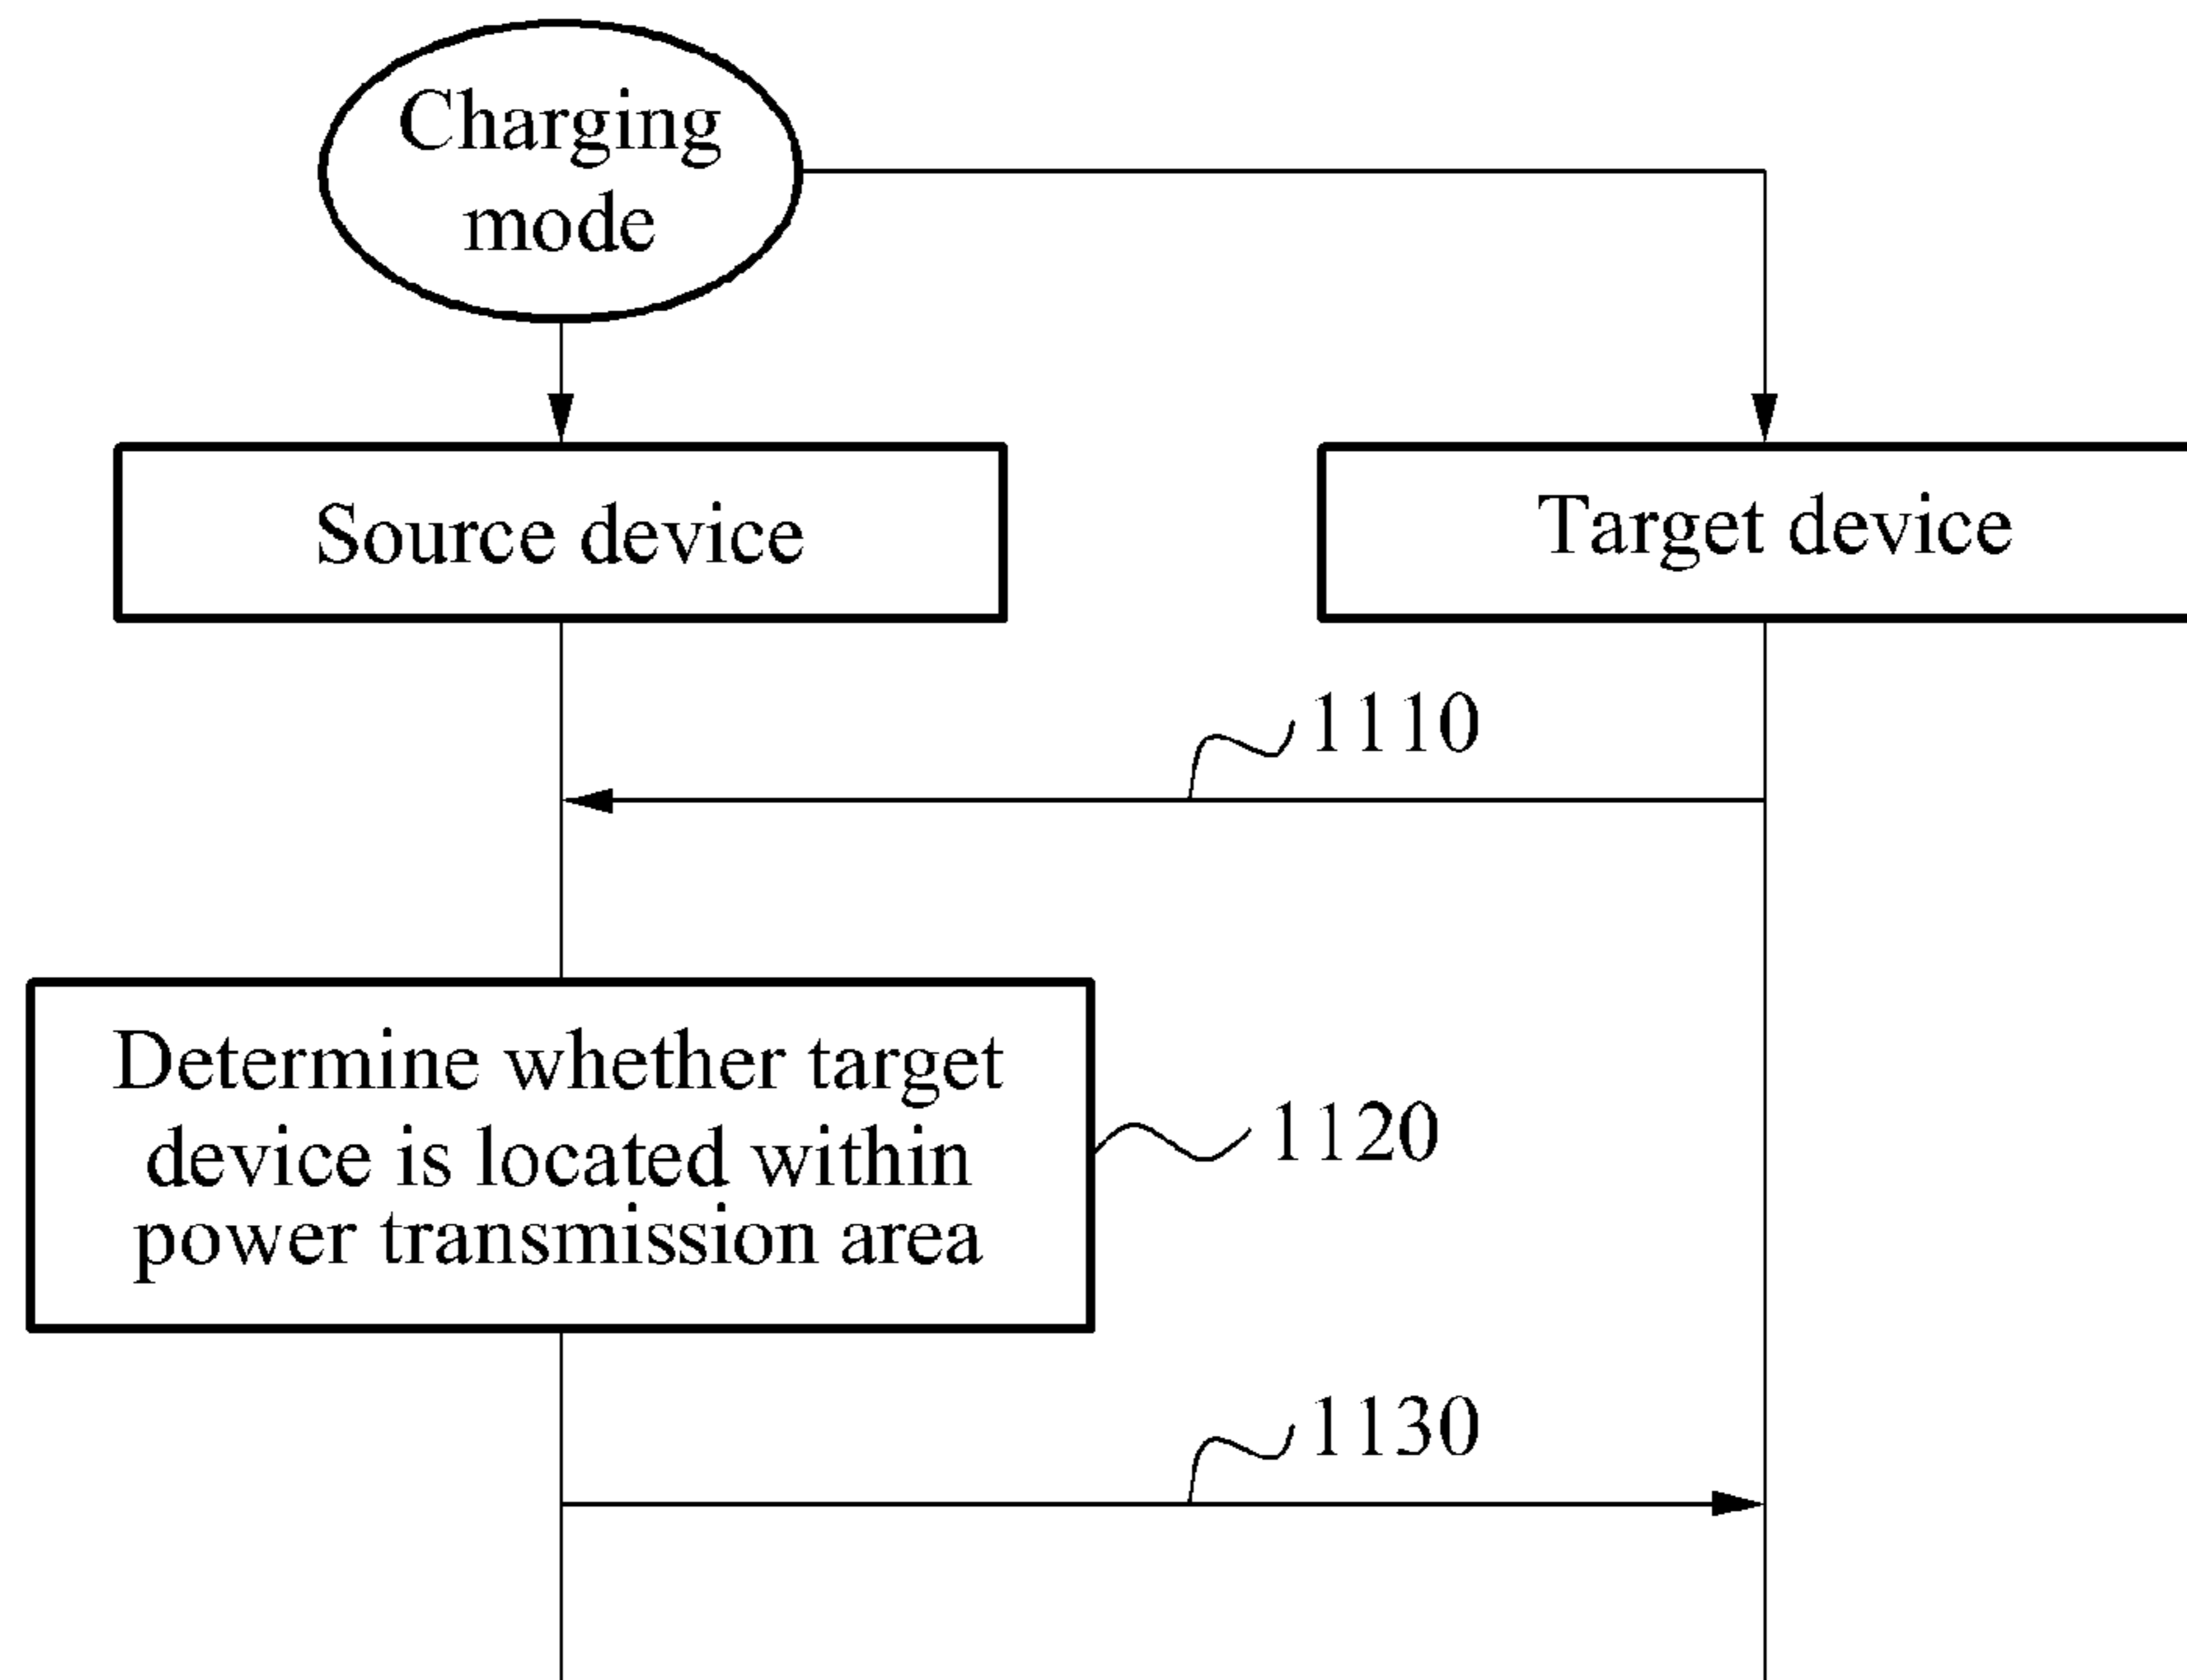 Charging
mode
Source device
Target device
1110
Determine whether target
device is located within
power transmission area
1120
1130